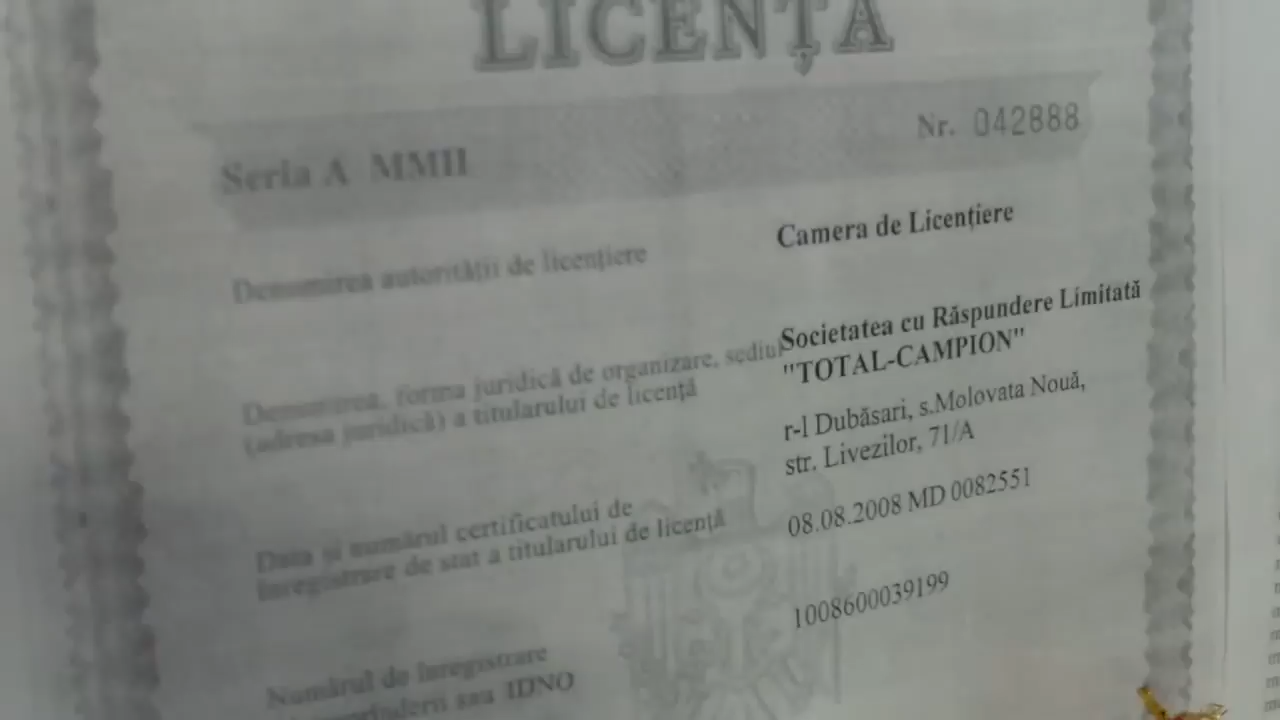 LICENȚA
Nr. 042888
Seria A MMII
Denumirea autorității de licențiere
Camera de Licențiere
Denumirea, forma juridică de organizare, sediul
(adresa juridică) a titularului de licență
Societatea cu Răspundere Limitată
"TOTAL-CAMPION"
r-l Dubăsari, s.Molovata Nouă,
str. Livezilor, 71/A
Data și numărul certificatului de
înregistrare de stat a titularului de licență
08.08.2008 MD 0082551
1008600039199
Numărul de înregistrare
sau IDNO